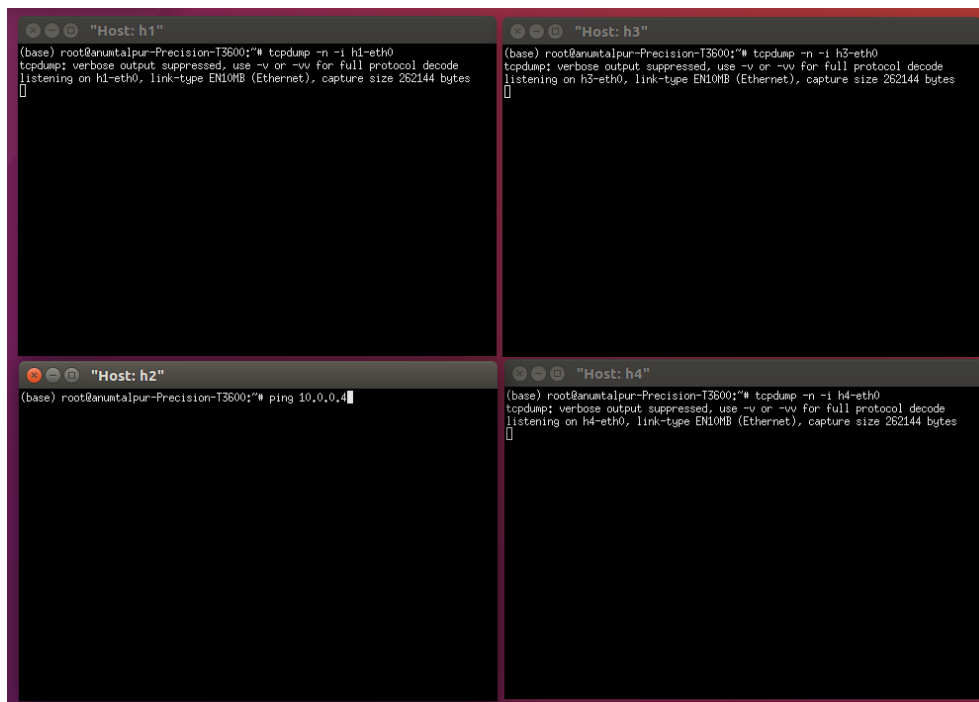 "Host: h1"
(base) root@anumtalpur-Precision-T3600:~# tcpdump -n -i h1-eth0
tcpdump: verbose output suppressed, use -v or -vv for full protocol decode
listening on h1-eth0, link-type EN10MB (Ethernet), capture size 262144 bytes
"Host: h3"
(base) root@anumtalpur-Precision-T3600:~# tcpdump -n -i h3-eth0
tcpdump: verbose output suppressed, use -v or -vv for full protocol decode
listening on h3-eth0, link-type EN10MB (Ethernet), capture size 262144 bytes
"Host: h2"
(base) root@anumtalpur-Precision-T3600:~# ping 10.0.0.4
"Host: h4"
(base) root@anumtalpur-Precision-T3600:~# tcpdump -n -i h4-eth0
tcpdump: verbose output suppressed, use -v or -vv for full protocol decode
listening on h4-eth0, link-type EN10MB (Ethernet), capture size 262144 bytes